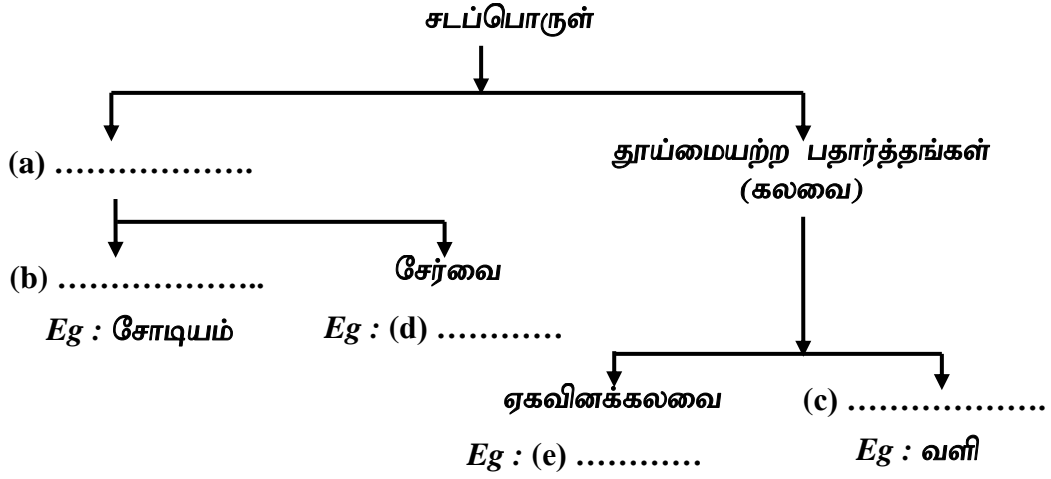 சடப்பொருள்
(a) ……………….
தூய்மையற்ற பதார்த்தங்கள்
(கலவை)
(b) ………………..
சேர்வை
Eg : சோடியம்
Eg : (d) …………
ஏகவினக்கலவை
(c) ……………….
Eg : (e) …………
Eg : வளி